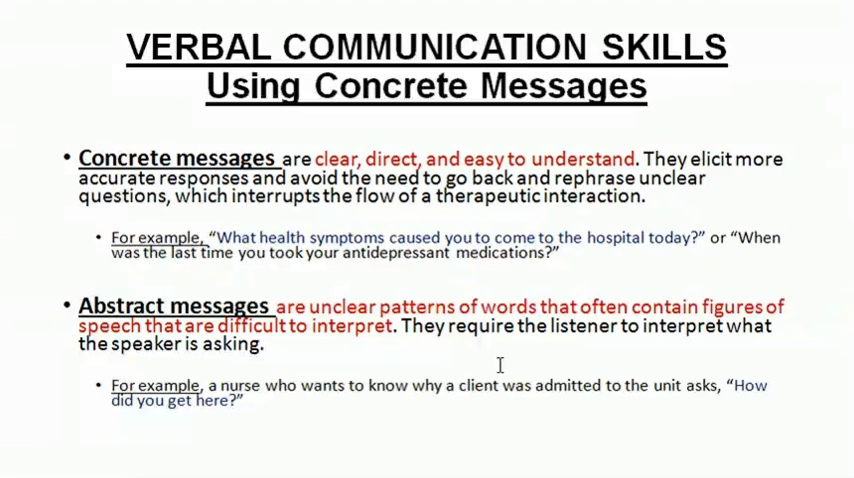 VERBAL COMMUNICATION SKILLS
Using Concrete Messages
• Concrete messages are clear, direct, and easy to understand. They elicit more
accurate responses and avoid the need to go back and rephrase unclear
questions, which interrupts the flow of a therapeutic interaction.
• For example, “What health symptoms caused you to come to the hospital today?” or “When
was the last time you took your antidepressant medications?”
• Abstract messages are unclear patterns of words that often contain figures of
speech that are difficult to interpret. They require the listener to interpret what
the speaker is asking.
• For example, a nurse who wants to know why a client was admitted to the unit asks, “How
did you get here?”